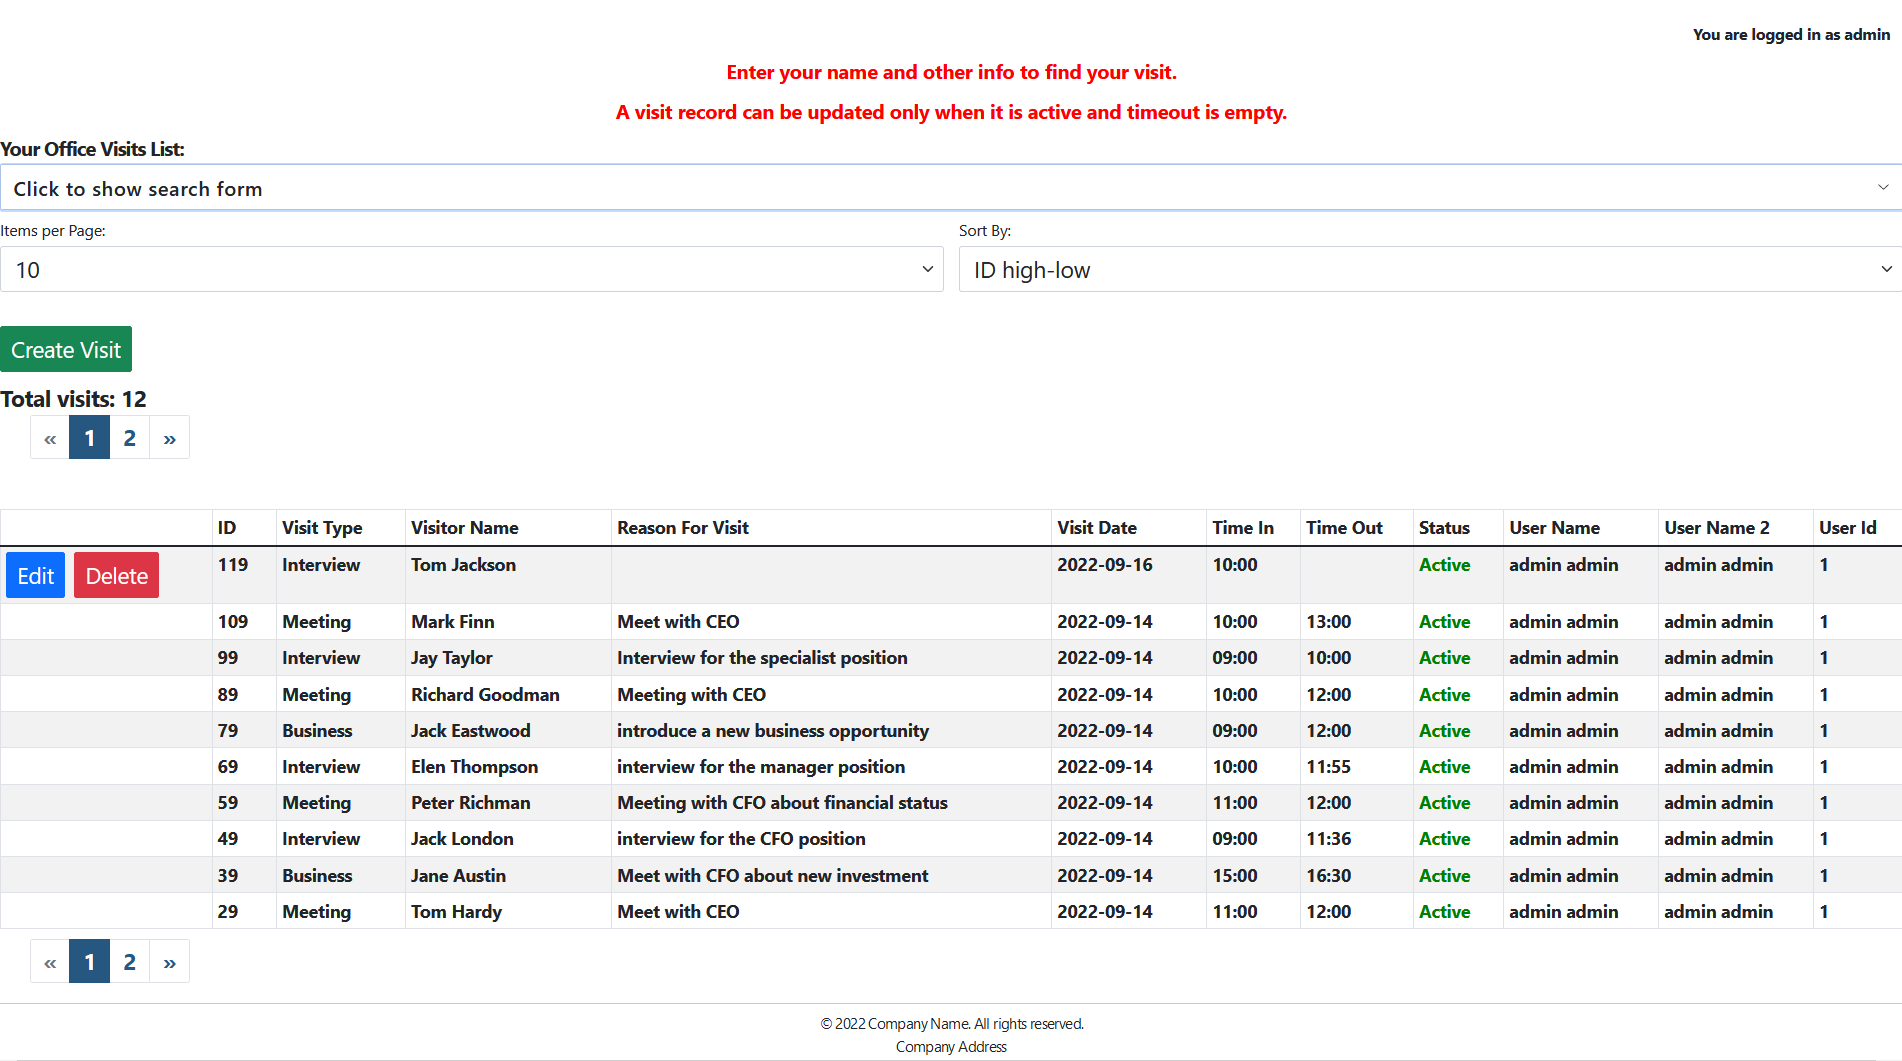 You are logged in as admin
Enter your name and other info to find your visit.
A visit record can be updated only when it is active and timeout is empty.
Your Office Visits List:
Click to show search form
Items per Page: Sort By:
10 ID high-low
Create Visit
Total visits: 12
« 1 2 »
ID Visit Type Visitor Name Reason For Visit Visit Date Time In Time Out Status User Name User Name 2 User Id
Edit Delete 119 Interview Tom Jackson 2022-09-16 10:00 Active admin admin admin admin 1
109 Meeting Mark Finn Meet with CEO 2022-09-14 10:00 13:00 Active admin admin admin admin 1
99 Interview Jay Taylor Interview for the specialist position 2022-09-14 09:00 10:00 Active admin admin admin admin 1
89 Meeting Richard Goodman Meeting with CEO 2022-09-14 10:00 12:00 Active admin admin admin admin 1
79 Business Jack Eastwood introduce a new business opportunity 2022-09-14 09:00 12:00 Active admin admin admin admin 1
69 Interview Elen Thompson interview for the manager position 2022-09-14 10:00 11:55 Active admin admin admin admin 1
59 Meeting Peter Richman Meeting with CFO about financial status 2022-09-14 11:00 12:00 Active admin admin admin admin 1
49 Interview Jack London interview for the CFO position 2022-09-14 09:00 11:36 Active admin admin admin admin 1
39 Business Jane Austin Meet with CFO about new investment 2022-09-14 15:00 16:30 Active admin admin admin admin 1
29 Meeting Tom Hardy Meet with CEO 2022-09-14 11:00 12:00 Active admin admin admin admin 1
« 1 2 »
© 2022 Company Name. All rights reserved.
Company Address